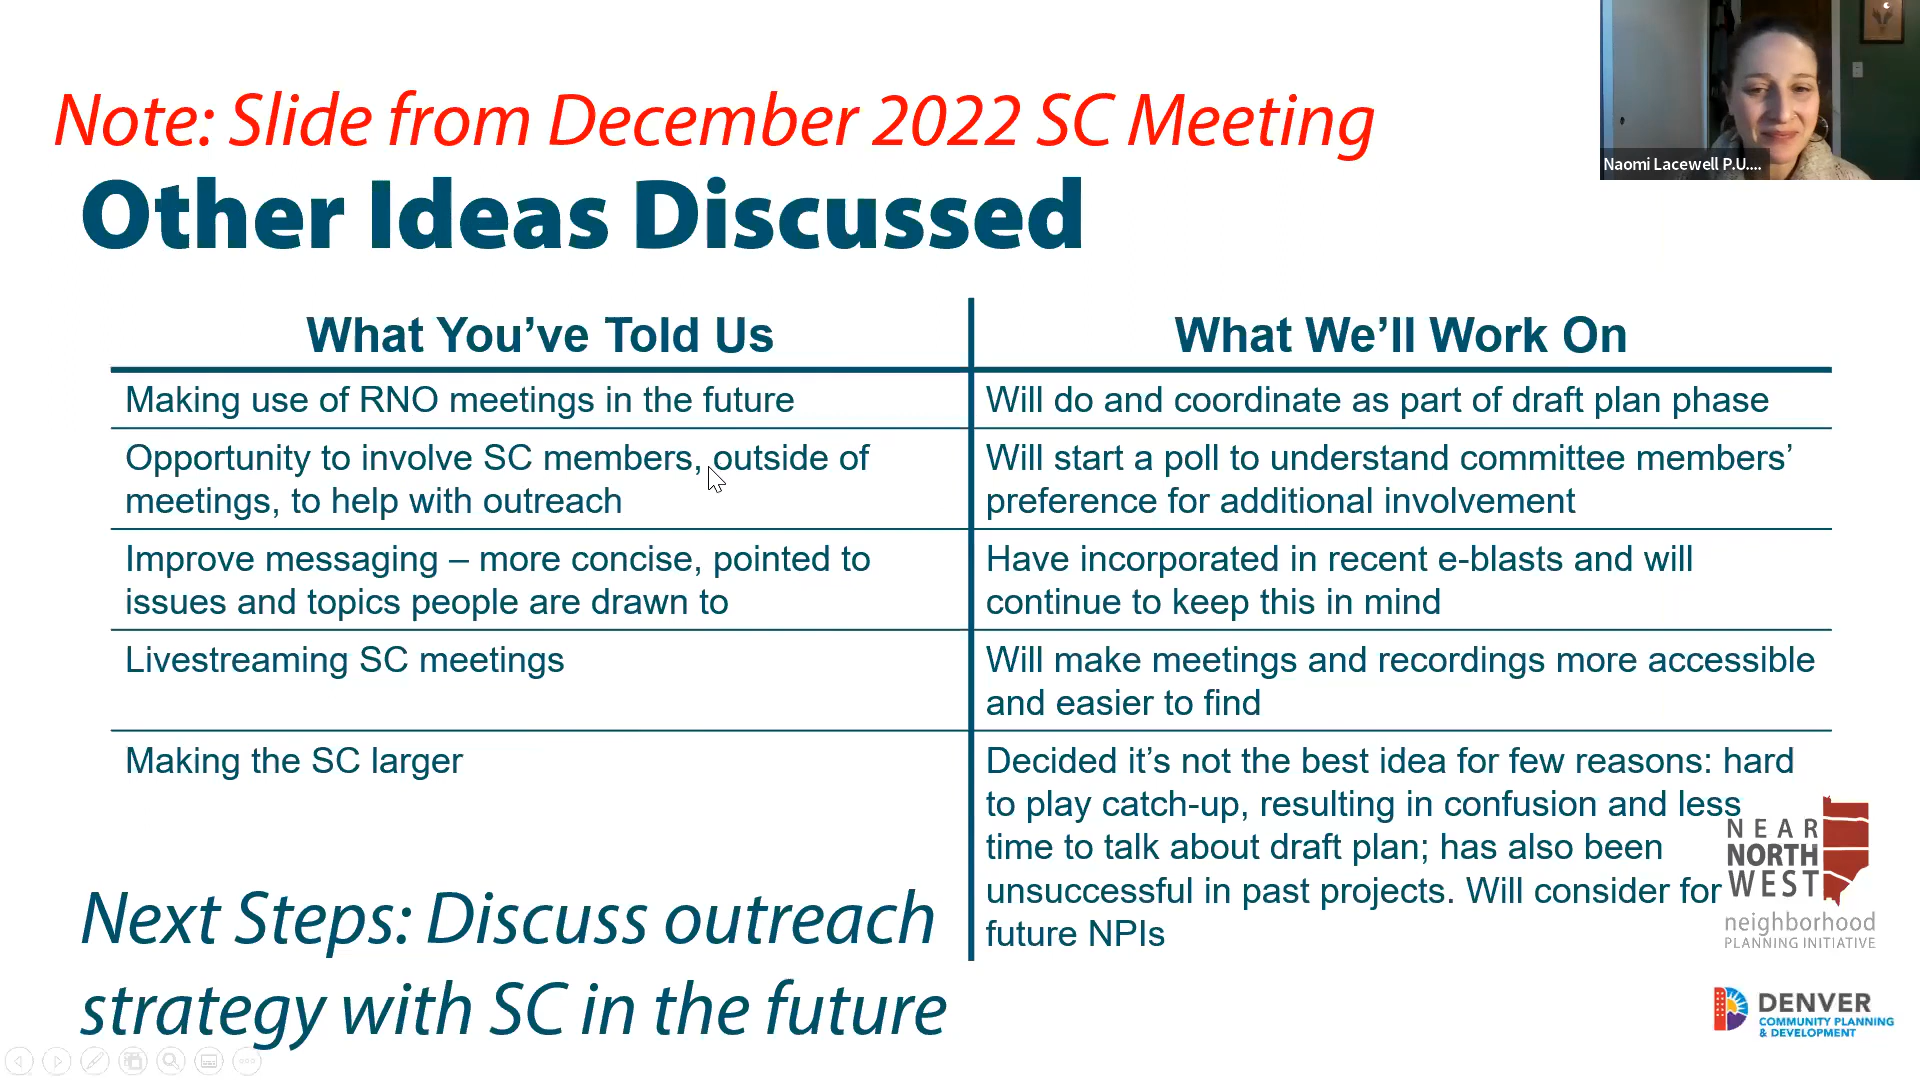 Note: Slide from December 2022 SC Meeting
Naomi Lacewell P.U....
Other Ideas Discussed
What You’ve Told Us
What We’ll Work On
Making use of RNO meetings in the future
Will do and coordinate as part of draft plan phase
Opportunity to involve SC members, outside of
meetings, to help with outreach
Will start a poll to understand committee members’
preference for additional involvement
Improve messaging – more concise, pointed to
issues and topics people are drawn to
Have incorporated in recent e-blasts and will
continue to keep this in mind
Livestreaming SC meetings
Will make meetings and recordings more accessible
and easier to find
Making the SC larger
Decided it’s not the best idea for few reasons: hard
to play catch-up, resulting in confusion and less
time to talk about draft plan; has also been
unsuccessful in past projects. Will consider for
future NPIs
Next Steps: Discuss outreach
strategy with SC in the future
NEAR
NORTH
WEST
neighborhood
PLANNING INITIATIVE
DENVER
COMMUNITY PLANNING
& DEVELOPMENT